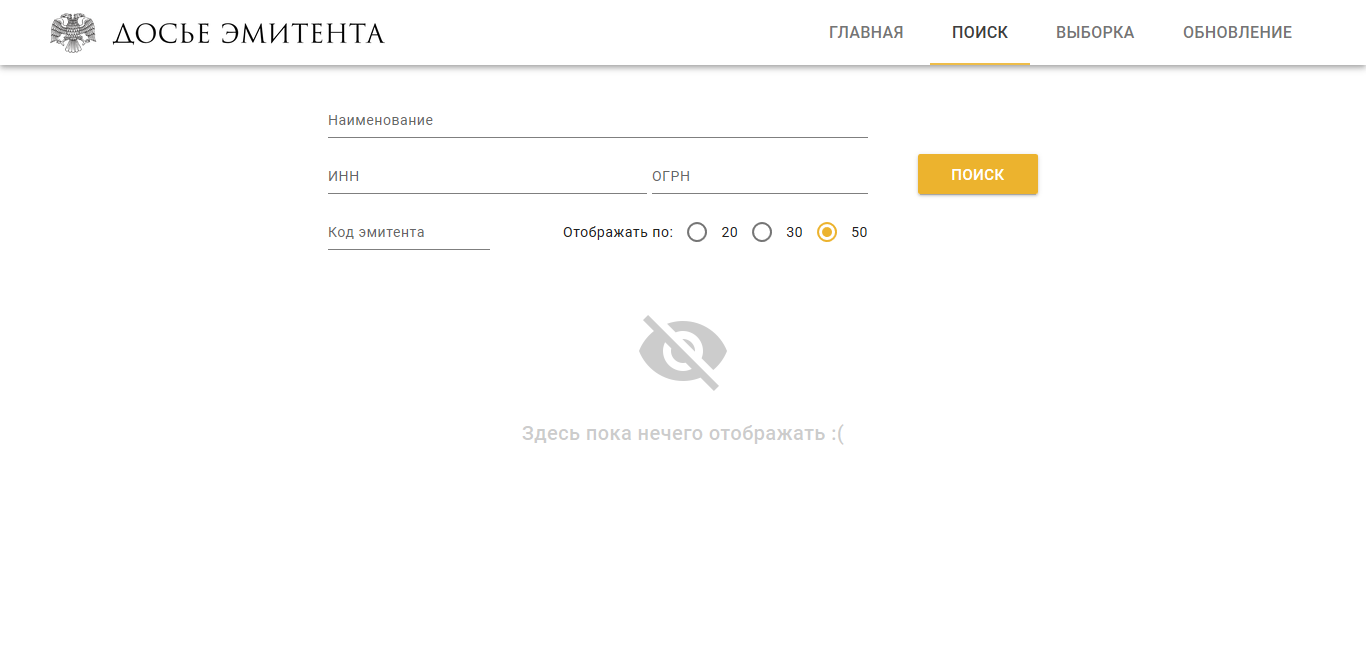 ДОСЬЕ ЭМИТЕНТА
ГЛАВНАЯ ПОИСК ВЫБОРКА ОБНОВЛЕНИЕ
Наименование
ИНН ОГРН
ПОИСК
Код эмитента Отображать по: 20 30 50
Здесь пока нечего отображать :(